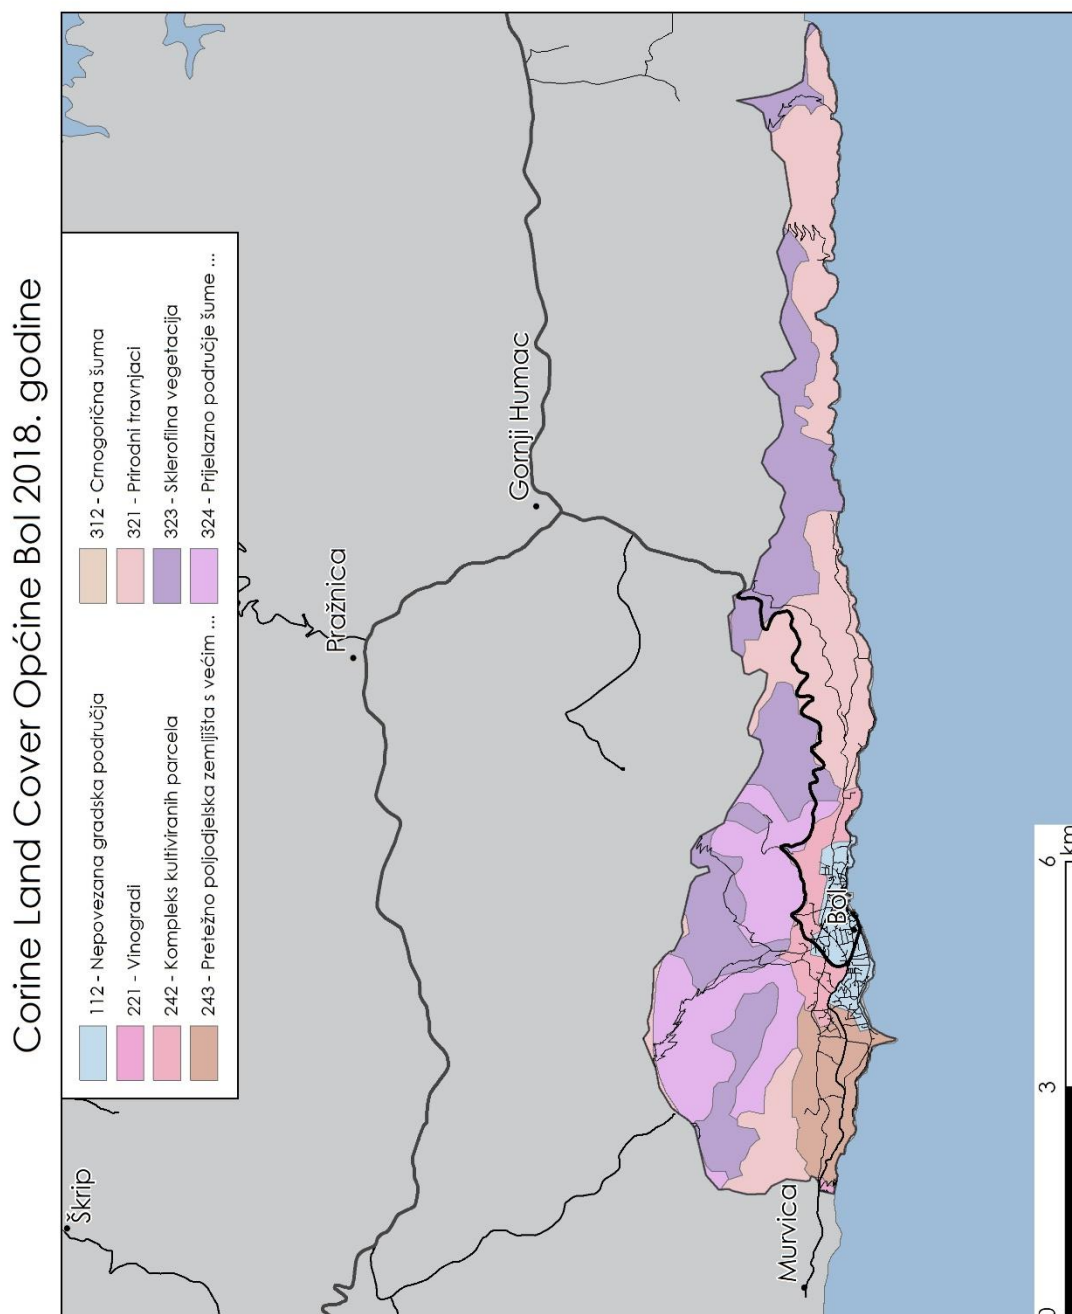 Corine Land Cover Općine Bol 2018. godine
112 - Nepovezana gradska područja
221 - Vinogradi
242 - Kompleks kultiviranih parcela
243 - Pretežno poljodjelska zemljišta s većim ...
312 - Crnogorična šuma
321 - Prirodni travnjaci
323 - Sklerofilna vegetacija
324 - Prijelazno područje šume ...
Škrip
Pražnica
Gornji Humac
Murvica
Bol
0
3
6
km